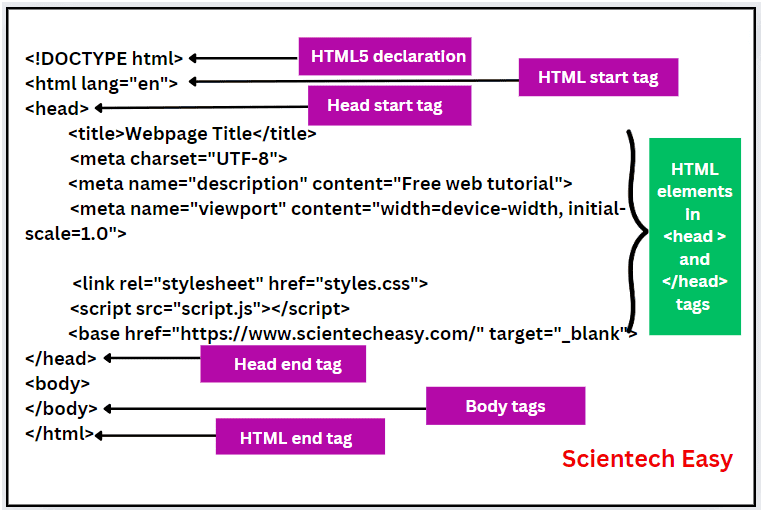 <!DOCTYPE html>
HTML5 declaration
<html lang="en">
HTML start tag
<head>
Head start tag
<title>Webpage Title</title>
<meta charset="UTF-8">
<meta name="description" content="Free web tutorial">
<meta name="viewport" content="width=device-width, initial-
scale=1.0">
<link rel="stylesheet" href="styles.css">
<script src="script.js"></script>
<base href="https://www.scientecheasy.com/" target="_blank">
HTML
elements
In
<head >
and
</head>
tags
</head>
Head end tag
<body>
</body>
Body tags
</html>
HTML end tag
Scientech Easy